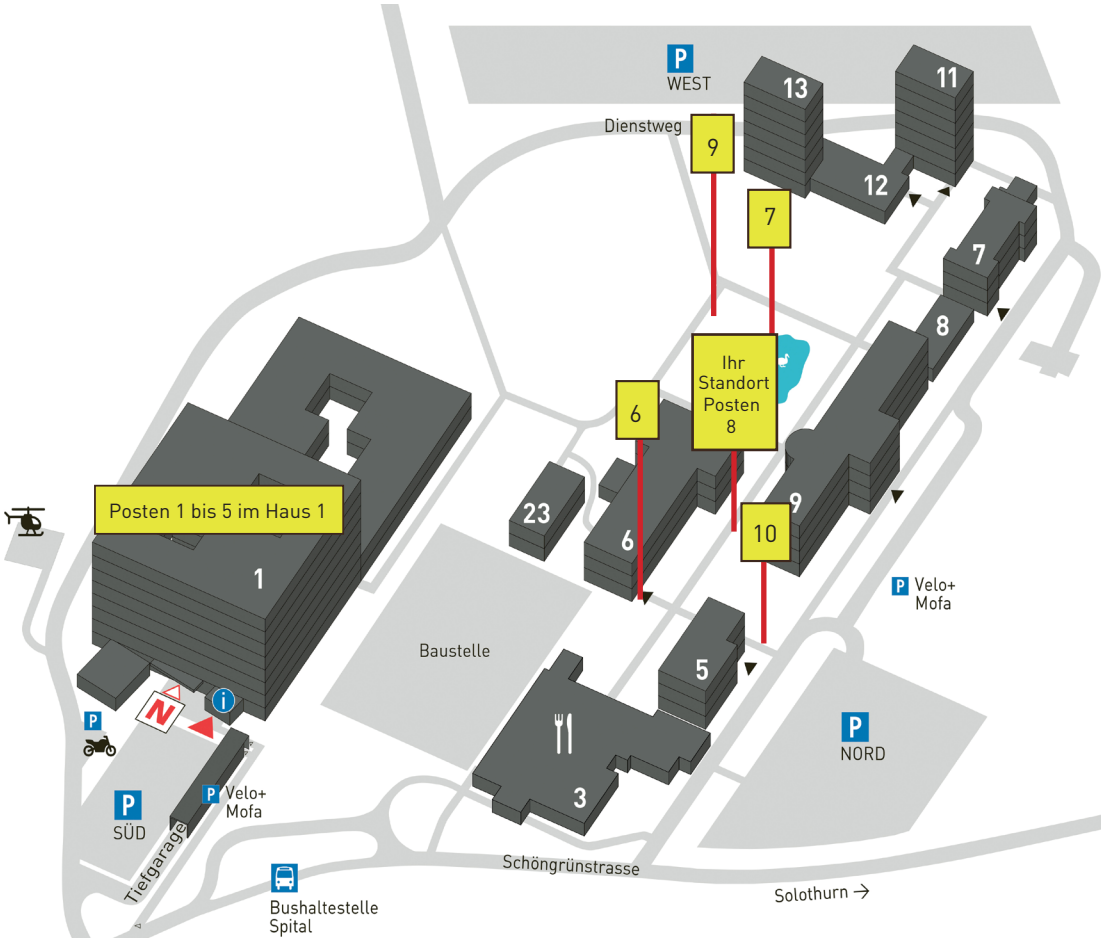 P
WEST
13
11
Dienstweg
9
12
7
7
8
Ihr
Standort
Posten
8
6
Posten 1 bis 5 im Haus 1
23
6
9
10
1
P Velo+
Mofa
Baustelle
5
i
N
P
P
NORD
P Velo+
Mofa
P
SÜD
3
Tiefgarage
Schöngrünstrasse
Solothurn →
Bushaltestelle
Spital